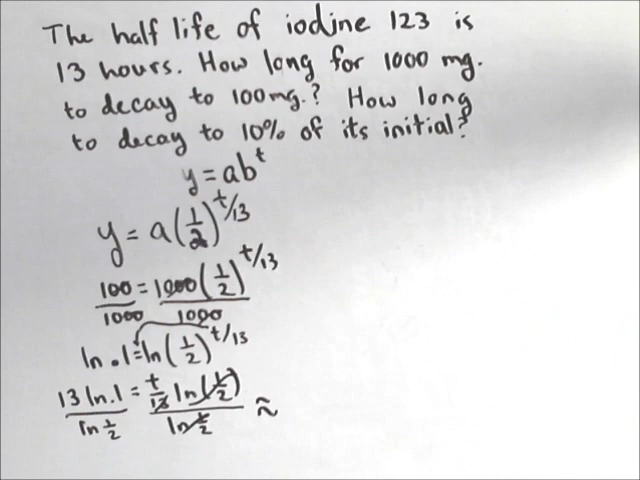 The half life of iodine 123 is
13 hours. How long for 1000 mg.
to decay to 100mg.? How long
to decay to 10% of its initial?
y = ab^t
y = a(1/2)^t/13
100/1000 = 1000(1/2)^t/13/1000
ln .1 = ln(1/2)^t/13
13 ln .1/ln 1/2 = t/13 ln(1/2)/ln 1/2 ≈